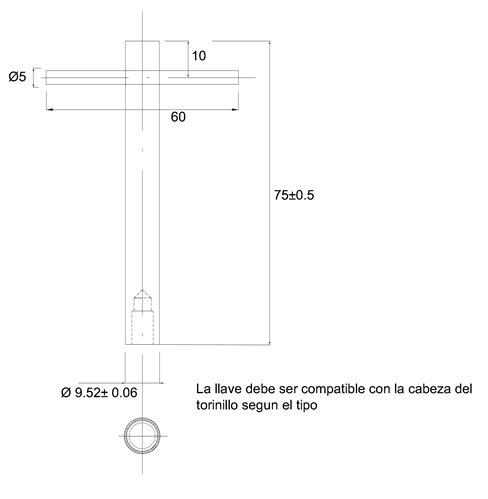 10
Ø5
60
75±0.5
Ø 9.52± 0.06
La llave debe ser compatible con la cabeza del
torinillo segun el tipo